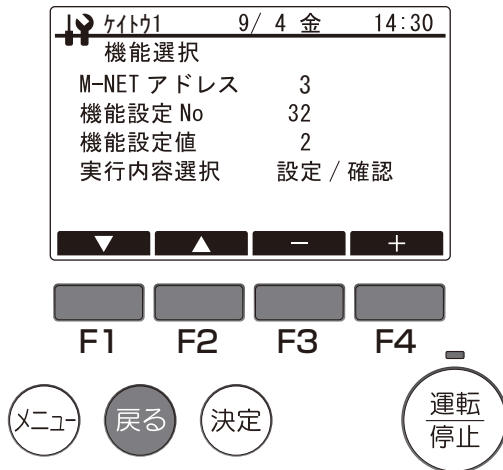 ケイトウ1 9/ 4 金 14:30
機能選択
M-NET アドレス 3
機能設定 No 32
機能設定値 2
実行内容選択 設定 / 確認
▼ ▲ － ＋
F1 F2 F3 F4
メニュー 戻る 決定 運転
停止